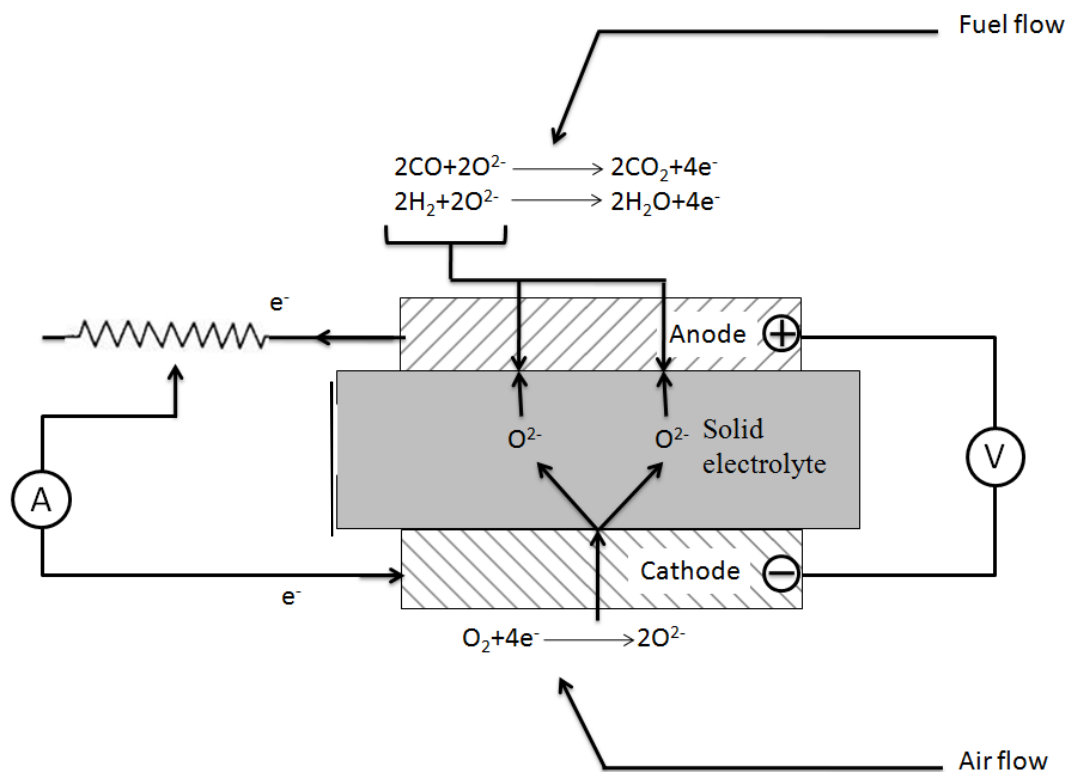 Fuel flow
2CO+2O²⁻ ⟶ 2CO₂+4e⁻
2H₂+2O²⁻ ⟶ 2H₂O+4e⁻
e⁻
Anode +
O²⁻ O²⁻ Solid
electrolyte
V
A
Cathode −
e⁻
O₂+4e⁻ ⟶ 2O²⁻
Air flow